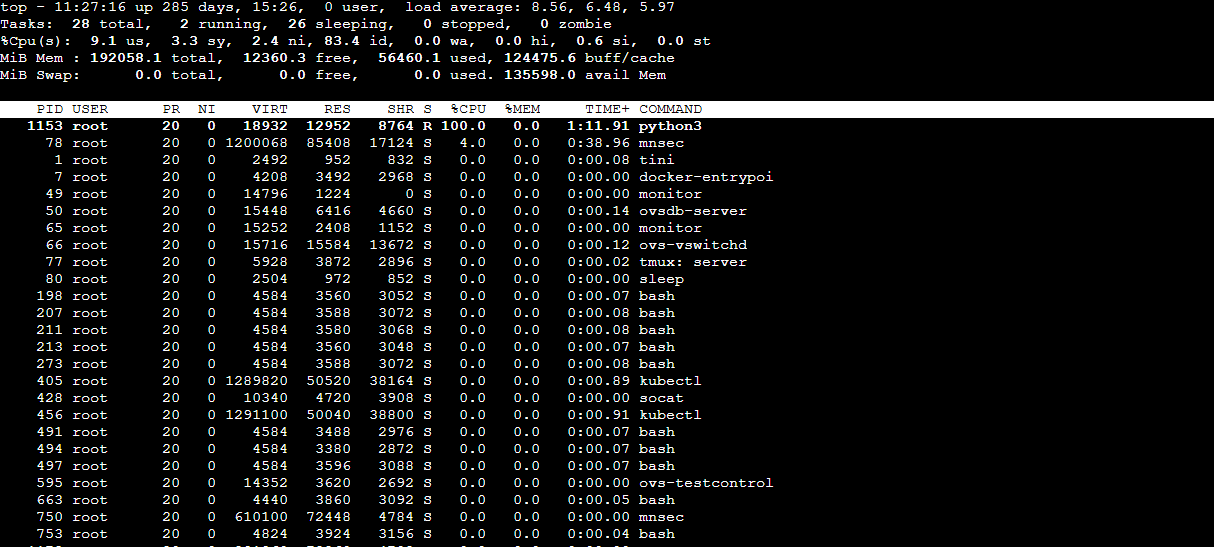 top - 11:27:16 up 285 days, 15:26,  0 user,  load average: 8.56, 6.48, 5.97
Tasks:  28 total,   2 running,  26 sleeping,   0 stopped,   0 zombie
%Cpu(s):  9.1 us,  3.3 sy,  2.4 ni, 83.4 id,  0.0 wa,  0.0 hi,  0.6 si,  0.0 st
MiB Mem : 192058.1 total,  12360.3 free,  56460.1 used, 124475.6 buff/cache
MiB Swap:      0.0 total,      0.0 free,      0.0 used. 135598.0 avail Mem
PID USER      PR  NI    VIRT    RES    SHR S  %CPU  %MEM     TIME+ COMMAND
1153 root      20   0   18932  12952   8764 R 100.0   0.0   1:11.91 python3
78 root      20   0 1200068  85408  17124 S   4.0   0.0   0:38.96 mnsec
1 root      20   0    2492    952    832 S   0.0   0.0   0:00.08 tini
7 root      20   0    4208   3492   2968 S   0.0   0.0   0:00.00 docker-entrypoi
49 root      20   0   14796   1224      0 S   0.0   0.0   0:00.00 monitor
50 root      20   0   15448   6416   4660 S   0.0   0.0   0:00.14 ovsdb-server
65 root      20   0   15252   2408   1152 S   0.0   0.0   0:00.00 monitor
66 root      20   0   15716  15584  13672 S   0.0   0.0   0:00.12 ovs-vswitchd
77 root      20   0    5928   3872   2896 S   0.0   0.0   0:00.02 tmux: server
80 root      20   0    2504    972    852 S   0.0   0.0   0:00.00 sleep
198 root      20   0    4584   3560   3052 S   0.0   0.0   0:00.07 bash
207 root      20   0    4584   3588   3072 S   0.0   0.0   0:00.08 bash
211 root      20   0    4584   3580   3068 S   0.0   0.0   0:00.08 bash
213 root      20   0    4584   3560   3048 S   0.0   0.0   0:00.07 bash
273 root      20   0    4584   3588   3072 S   0.0   0.0   0:00.08 bash
405 root      20   0 1289820  50520  38164 S   0.0   0.0   0:00.89 kubectl
428 root      20   0   10340   4720   3908 S   0.0   0.0   0:00.00 socat
456 root      20   0 1291100  50040  38800 S   0.0   0.0   0:00.91 kubectl
491 root      20   0    4584   3488   2976 S   0.0   0.0   0:00.07 bash
494 root      20   0    4584   3380   2872 S   0.0   0.0   0:00.07 bash
497 root      20   0    4584   3596   3088 S   0.0   0.0   0:00.07 bash
595 root      20   0   14352   3620   2692 S   0.0   0.0   0:00.00 ovs-testcontrol
663 root      20   0    4440   3860   3092 S   0.0   0.0   0:00.05 bash
750 root      20   0  610100  72448   4784 S   0.0   0.0   0:00.00 mnsec
753 root      20   0    4824   3924   3156 S   0.0   0.0   0:00.04 bash